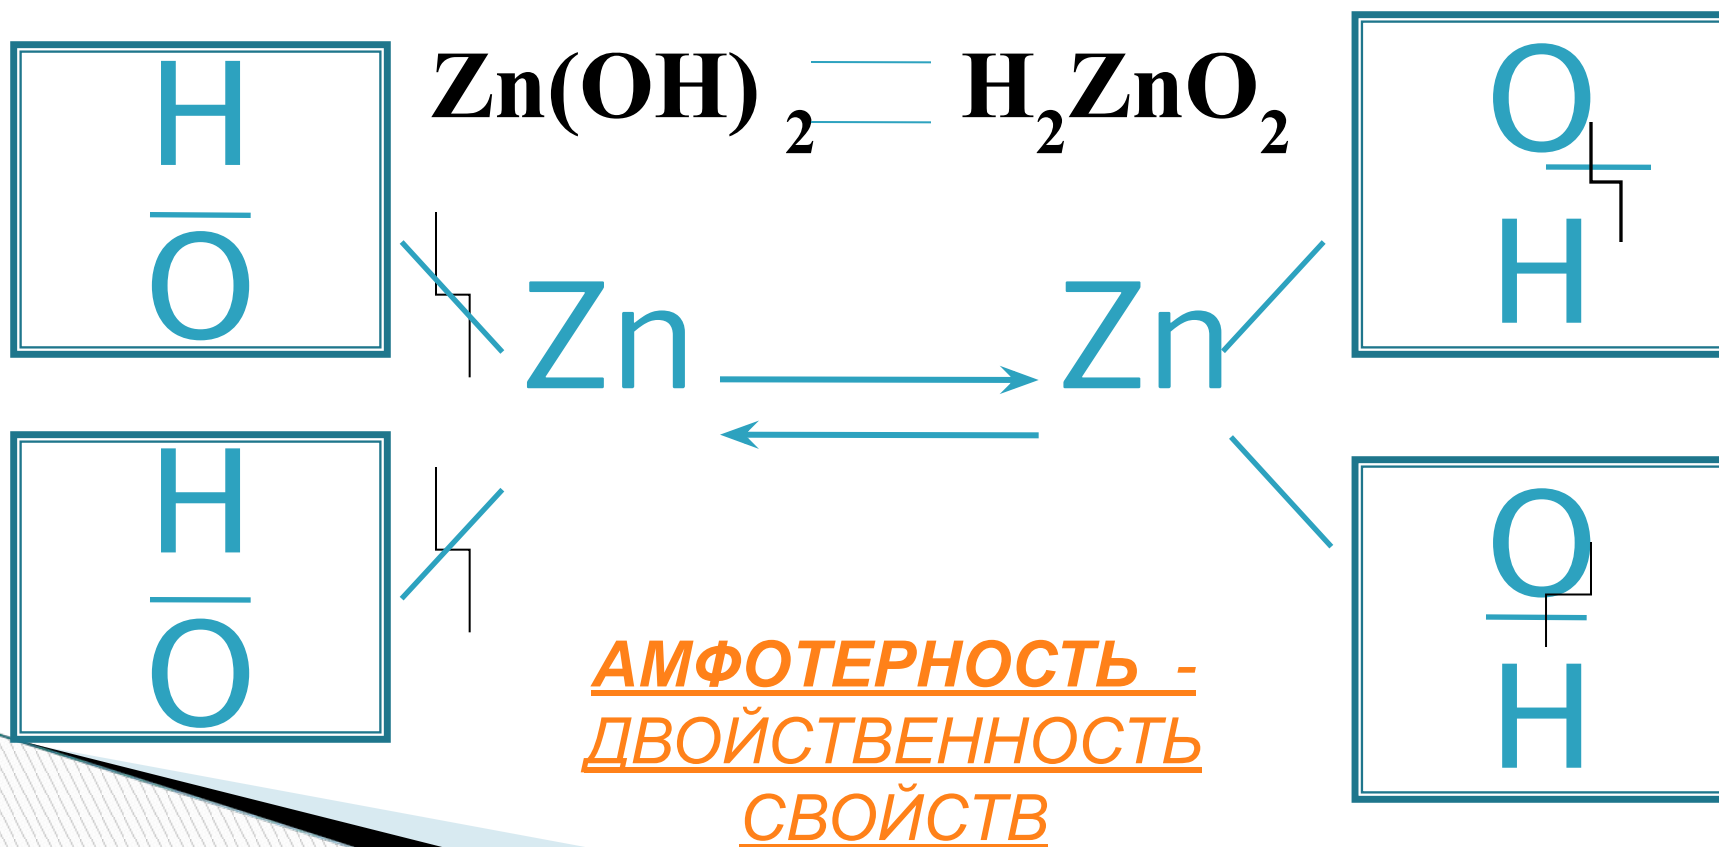 Zn(OH) 2 = H2ZnO2
H
O
Zn
H
O
Zn
O
H
O
H
АМФОТЕРНОСТЬ -
ДВОЙСТВЕННОСТЬ
СВОЙСТВ